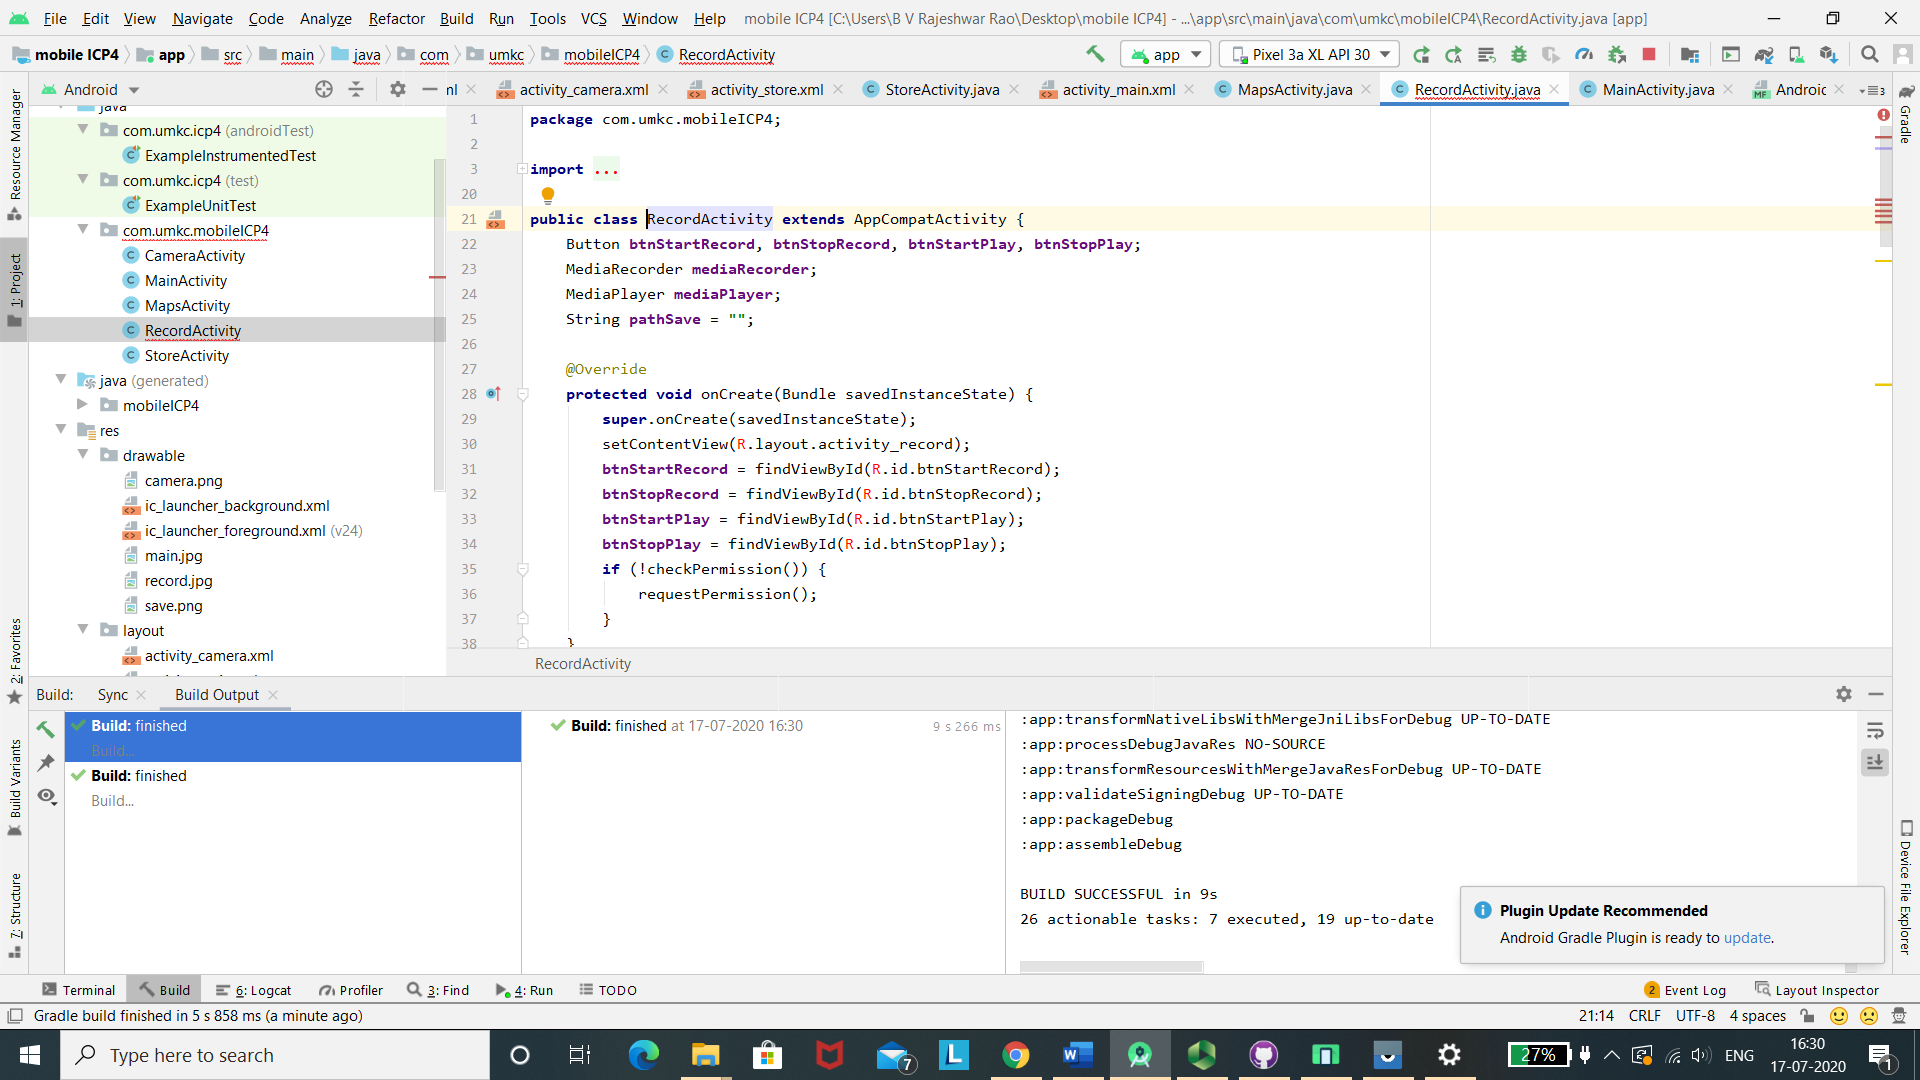 File Edit View Navigate Code Analyze Refactor Build Run Tools VCS Window Help mobile ICP4 [C:\Users\B V Rajeshwar Rao\Desktop\mobile ICP4] - ...\app\src\main\java\com\umkc\mobileICP4\RecordActivity.java [app]
mobile ICP4 app src main java com umkc mobileICP4 RecordActivity app Pixel 3a XL API 30
Android nl activity_camera.xml activity_store.xml StoreActivity.java activity_main.xml MapsActivity.java RecordActivity.java MainActivity.java Androic 3
java
com.umkc.icp4 (androidTest)
ExampleInstrumentedTest
com.umkc.icp4 (test)
ExampleUnitTest
com.umkc.mobileICP4
CameraActivity
MainActivity
MapsActivity
RecordActivity
StoreActivity
java (generated)
mobileICP4
res
drawable
camera.png
ic_launcher_background.xml
ic_launcher_foreground.xml (v24)
main.jpg
record.jpg
save.png
layout
activity_camera.xml
1 package com.umkc.mobileICP4;
2
3 import ...
20
21 public class RecordActivity extends AppCompatActivity {
22 Button btnStartRecord, btnStopRecord, btnStartPlay, btnStopPlay;
23 MediaRecorder mediaRecorder;
24 MediaPlayer mediaPlayer;
25 String pathSave = "";
26
27 @Override
28 protected void onCreate(Bundle savedInstanceState) {
29 super.onCreate(savedInstanceState);
30 setContentView(R.layout.activity_record);
31 btnStartRecord = findViewById(R.id.btnStartRecord);
32 btnStopRecord = findViewById(R.id.btnStopRecord);
33 btnStartPlay = findViewById(R.id.btnStartPlay);
34 btnStopPlay = findViewById(R.id.btnStopPlay);
35 if (!checkPermission()) {
36 requestPermission();
37 }
38 }
RecordActivity
Resource Manager
1: Project
2: Favorites
Build Variants
7: Structure
Gradle
Device File Explorer
Build: Sync Build Output
Build: finished
Build...
Build: finished
Build...
Build: finished at 17-07-2020 16:30 9 s 266 ms
:app:transformNativeLibsWithMergeJniLibsForDebug UP-TO-DATE
:app:processDebugJavaRes NO-SOURCE
:app:transformResourcesWithMergeJavaResForDebug UP-TO-DATE
:app:validateSigningDebug UP-TO-DATE
:app:packageDebug
:app:assembleDebug
BUILD SUCCESSFUL in 9s
26 actionable tasks: 7 executed, 19 up-to-date
Plugin Update Recommended
Android Gradle Plugin is ready to update.
Terminal Build 6: Logcat Profiler 3: Find 4: Run TODO 2 Event Log Layout Inspector
Gradle build finished in 5 s 858 ms (a minute ago) 21:14 CRLF UTF-8 4 spaces
Type here to search 7 L W 27% ENG 16:30
17-07-2020 1